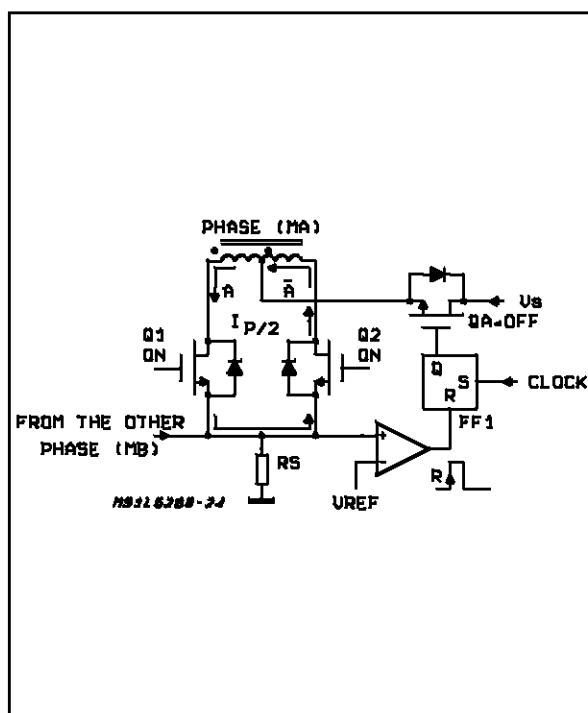 PHASE (MA)
A
A̅
I P/2
Q1
ON
Q2
ON
Vs
QA=OFF
Q
S
R
CLOCK
FF1
FROM THE OTHER
PHASE (MB)
+
-
RS
VREF
R